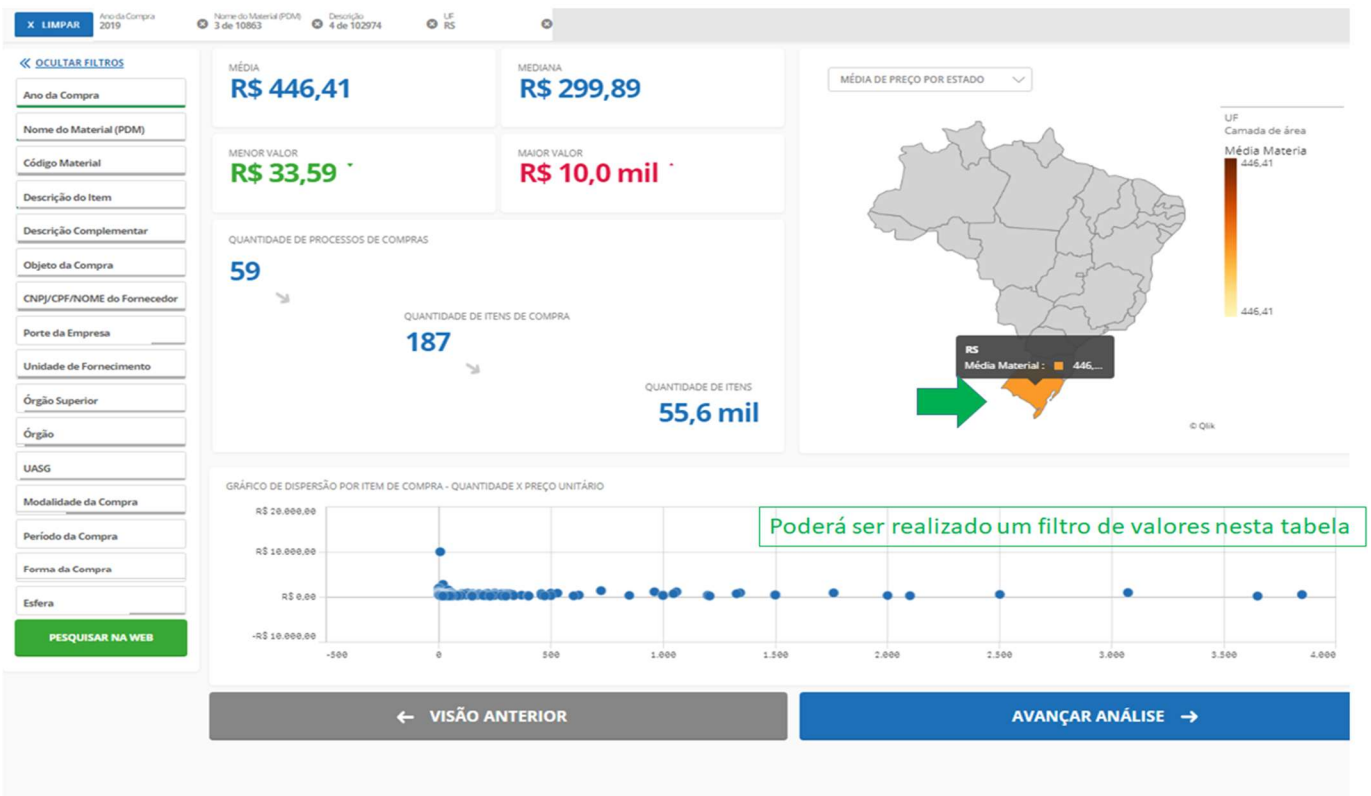 X LIMPAR
Ano da Compra
2019
Nome do Material (PDM)
3 de 10863
Descrição
4 de 102974
UF
RS
OCULTAR FILTROS
Ano da Compra
Nome do Material (PDM)
Código Material
Descrição do Item
Descrição Complementar
Objeto da Compra
CNPJ/CPF/NOME do Fornecedor
Porte da Empresa
Unidade de Fornecimento
Órgão Superior
Órgão
UASG
Modalidade da Compra
Período da Compra
Forma da Compra
Esfera
PESQUISAR NA WEB
MÉDIA
R$ 446,41
MEDIANA
R$ 299,89
MENOR VALOR
R$ 33,59
MAIOR VALOR
R$ 10,0 mil
QUANTIDADE DE PROCESSOS DE COMPRAS
59
QUANTIDADE DE ITENS DE COMPRA
187
QUANTIDADE DE ITENS
55,6 mil
MÉDIA DE PREÇO POR ESTADO
UF
Camada de área
Média Materia
446,41
446,41
RS
Média Material : 446,...
© Qlik
GRÁFICO DE DISPERSÃO POR ITEM DE COMPRA - QUANTIDADE X PREÇO UNITÁRIO
Poderá ser realizado um filtro de valores nesta tabela
R$ 20.000,00
R$ 10.000,00
R$ 0,00
-R$ 10.000,00
-500 0 500 1.000 1.500 2.000 2.500 3.000 3.500 4.000
← VISÃO ANTERIOR
AVANÇAR ANÁLISE →